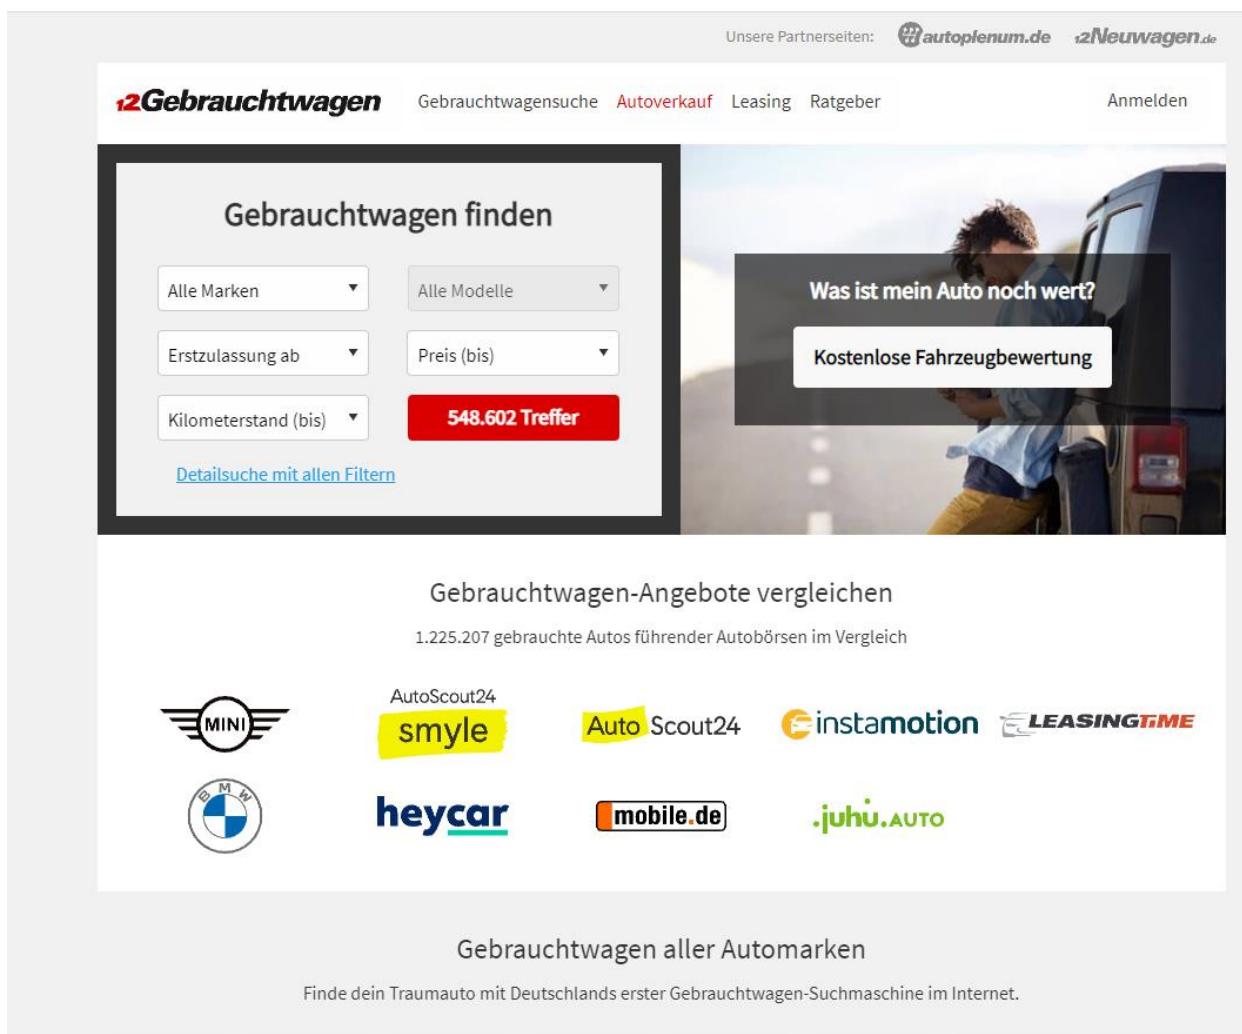 Unsere Partnerseiten: autoplenum.de 12Neuwagen.de
12Gebrauchtwagen Gebrauchtwagensuche Autoverkauf Leasing Ratgeber Anmelden
Gebrauchtwagen finden
Alle Marken Alle Modelle
Erstzulassung ab Preis (bis)
Kilometerstand (bis) 548.602 Treffer
Detailsuche mit allen Filtern
Was ist mein Auto noch wert?
Kostenlose Fahrzeugbewertung
Gebrauchtwagen-Angebote vergleichen
1.225.207 gebrauchte Autos führender Autobörsen im Vergleich
MINI
AutoScout24
smyle
AutoScout24
instamotion
LEASINGTIME
BMW
heycar
mobile.de
.juhu.AUTO
Gebrauchtwagen aller Automarken
Finde dein Traumauto mit Deutschlands erster Gebrauchtwagen-Suchmaschine im Internet.